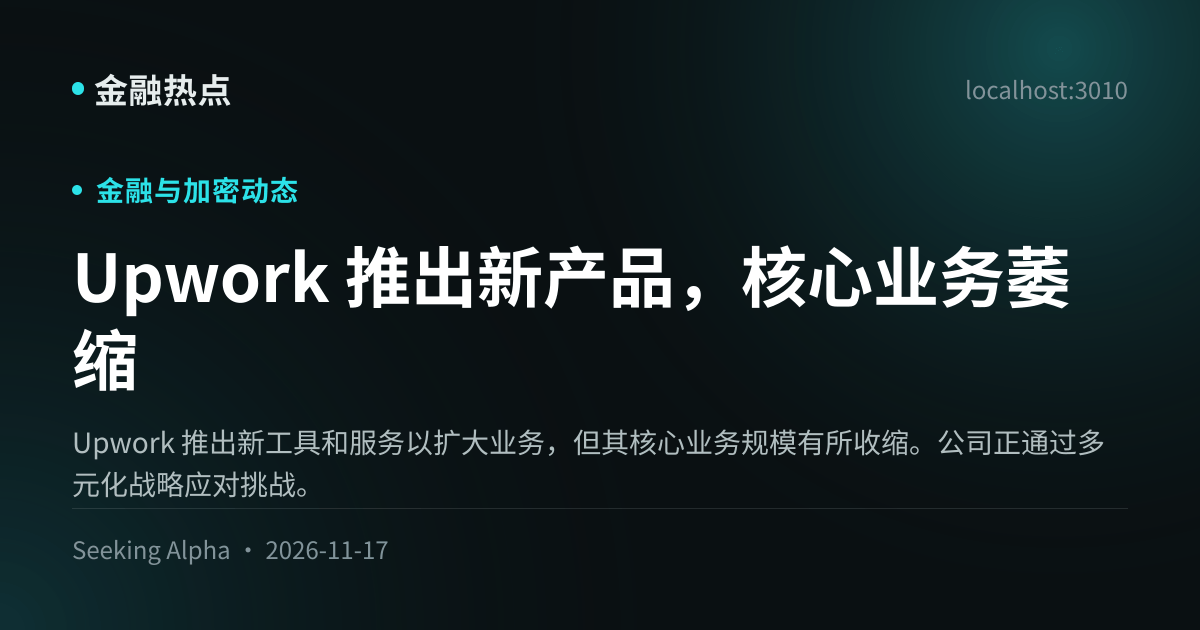 金融热点
localhost:3010
金融与加密动态
Upwork 推出新产品，核心业务萎
缩
Upwork 推出新工具和服务以扩大业务，但其核心业务规模有所收缩。公司正通过多
元化战略应对挑战。
Seeking Alpha · 2026-11-17